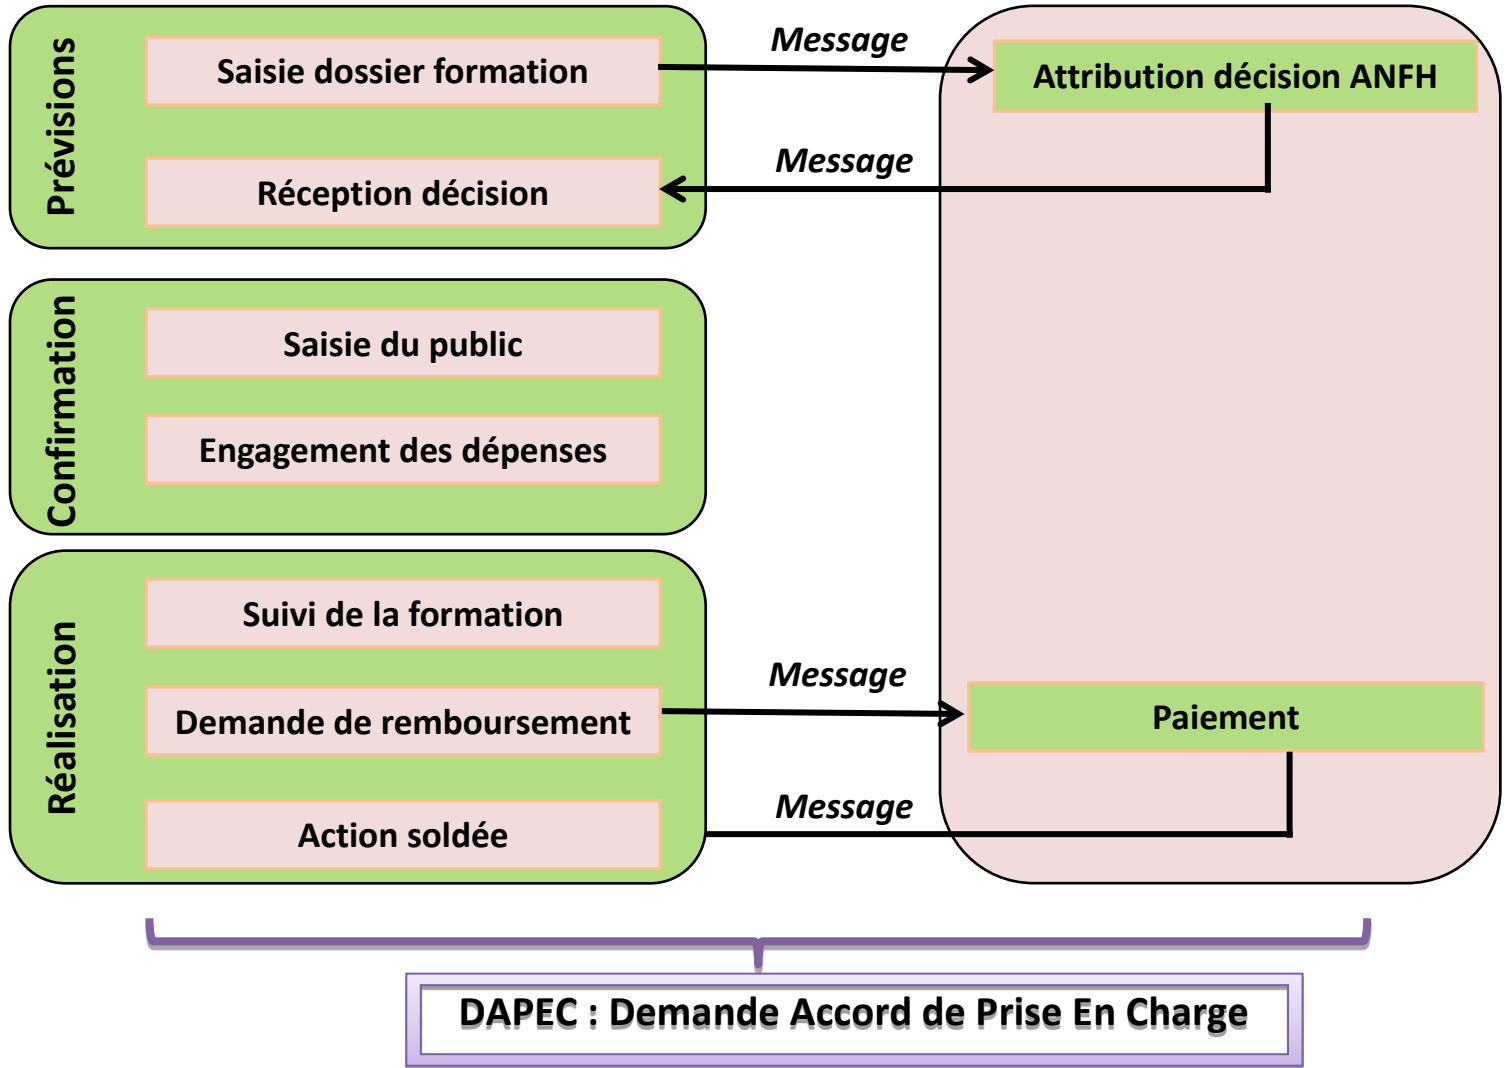 Prévisions
Saisie dossier formation
Message
Attribution décision ANFH
Message
Réception décision
Confirmation
Saisie du public
Engagement des dépenses
Réalisation
Suivi de la formation
Message
Demande de remboursement
Paiement
Message
Action soldée
DAPEC : Demande Accord de Prise En Charge